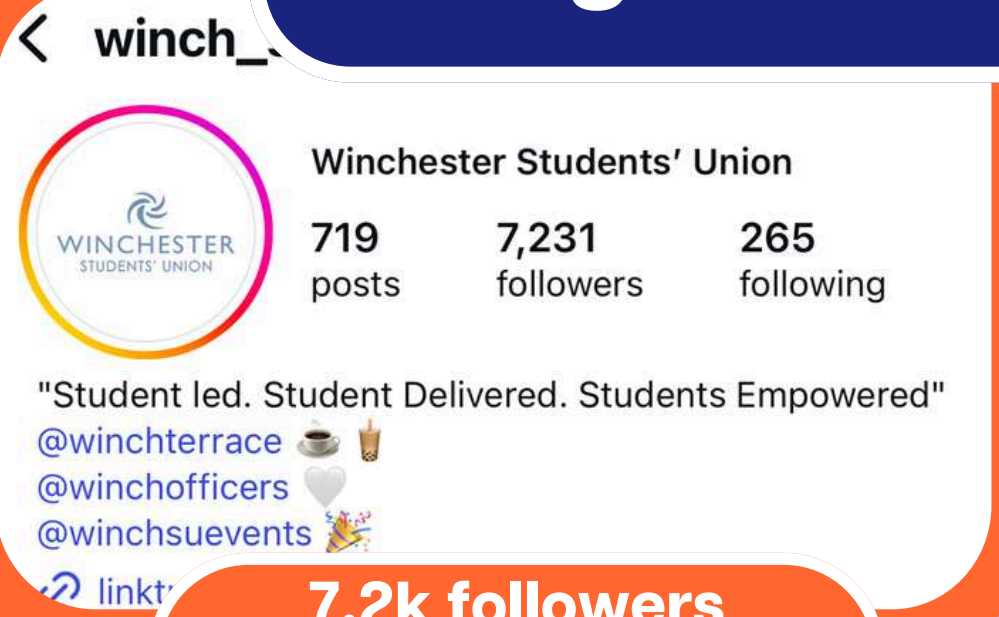 winch_
WINCHESTER
STUDENTS' UNION
Winchester Students' Union
719 7,231 265
posts followers following
"Student led. Student Delivered. Students Empowered"
@winchterrace ☕ 🧋
@winchofficers 🤍
@winchsuevents 🎉
7.2k followers